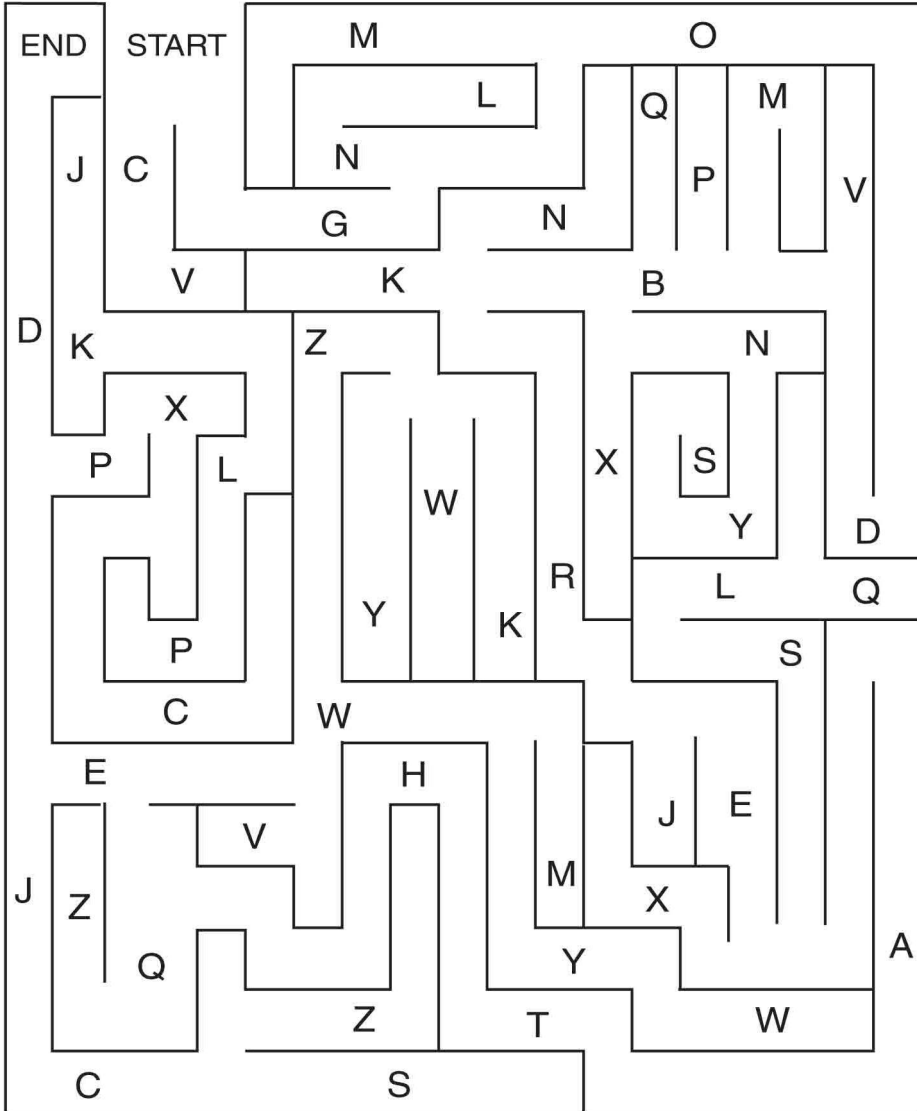 END START M O
L Q M
J C N P V
G N
V K B
D K Z N
X
P L X S
W Y D
R L Q
Y K
P S
C W
E H
V J E
J Z M X
Q Y A
Z T W
C S